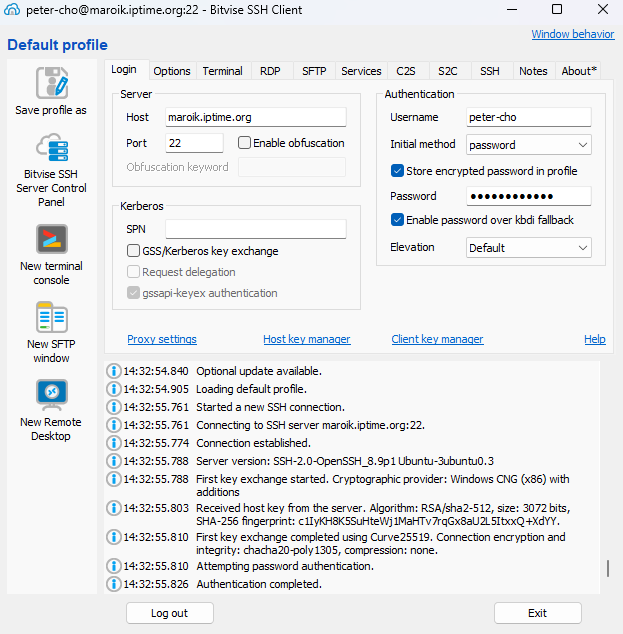 peter-cho@maroik.iptime.org:22 - Bitvise SSH Client
Window behavior
Default profile
Save profile as
Bitvise SSH
Server Control
Panel
New terminal
console
New SFTP
window
New Remote
Desktop
Login Options Terminal RDP SFTP Services C2S S2C SSH Notes About*
Server
Host maroik.iptime.org
Port 22 Enable obfuscation
Obfuscation keyword
Kerberos
SPN
GSS/Kerberos key exchange
Request delegation
gssapi-keyex authentication
Authentication
Username peter-cho
Initial method password
Store encrypted password in profile
Password ●●●●●●●●●●●●
Enable password over kbdi fallback
Elevation Default
Proxy settings Host key manager Client key manager Help
14:32:54.840 Optional update available.
14:32:54.905 Loading default profile.
14:32:55.761 Started a new SSH connection.
14:32:55.761 Connecting to SSH server maroik.iptime.org:22.
14:32:55.774 Connection established.
14:32:55.788 Server version: SSH-2.0-OpenSSH_8.9p1 Ubuntu-3ubuntu0.3
14:32:55.788 First key exchange started. Cryptographic provider: Windows CNG (x86) with
additions
14:32:55.803 Received host key from the server. Algorithm: RSA/sha2-512, size: 3072 bits,
SHA-256 fingerprint: c1IyKH8K5SuHteWj1MaHTv7rqGx8aU2L5ItxxQ+XdYY.
14:32:55.810 First key exchange completed using Curve25519. Connection encryption and
integrity: chacha20-poly1305, compression: none.
14:32:55.810 Attempting password authentication.
14:32:55.826 Authentication completed.
Log out Exit